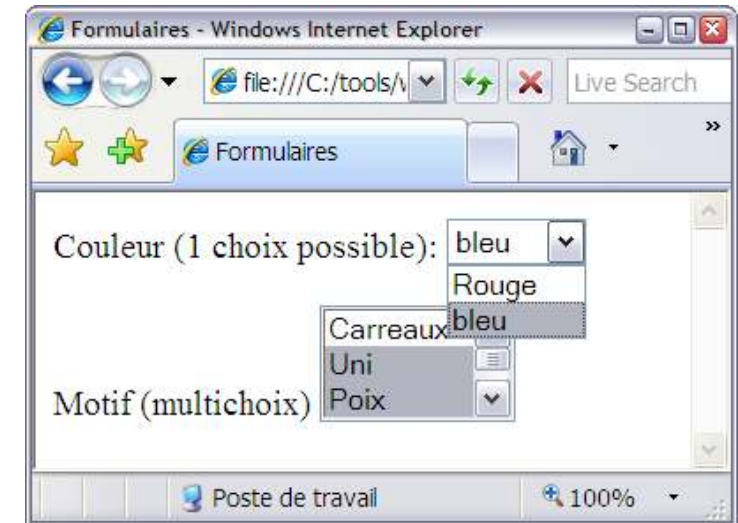 Formulaires - Windows Internet Explorer
file:///C:/tools/
Live Search
»
Formulaires
Couleur (1 choix possible): bleu
Rouge
bleu
Carreaux
Uni
Motif (multichoix) Poix
Poste de travail
100%